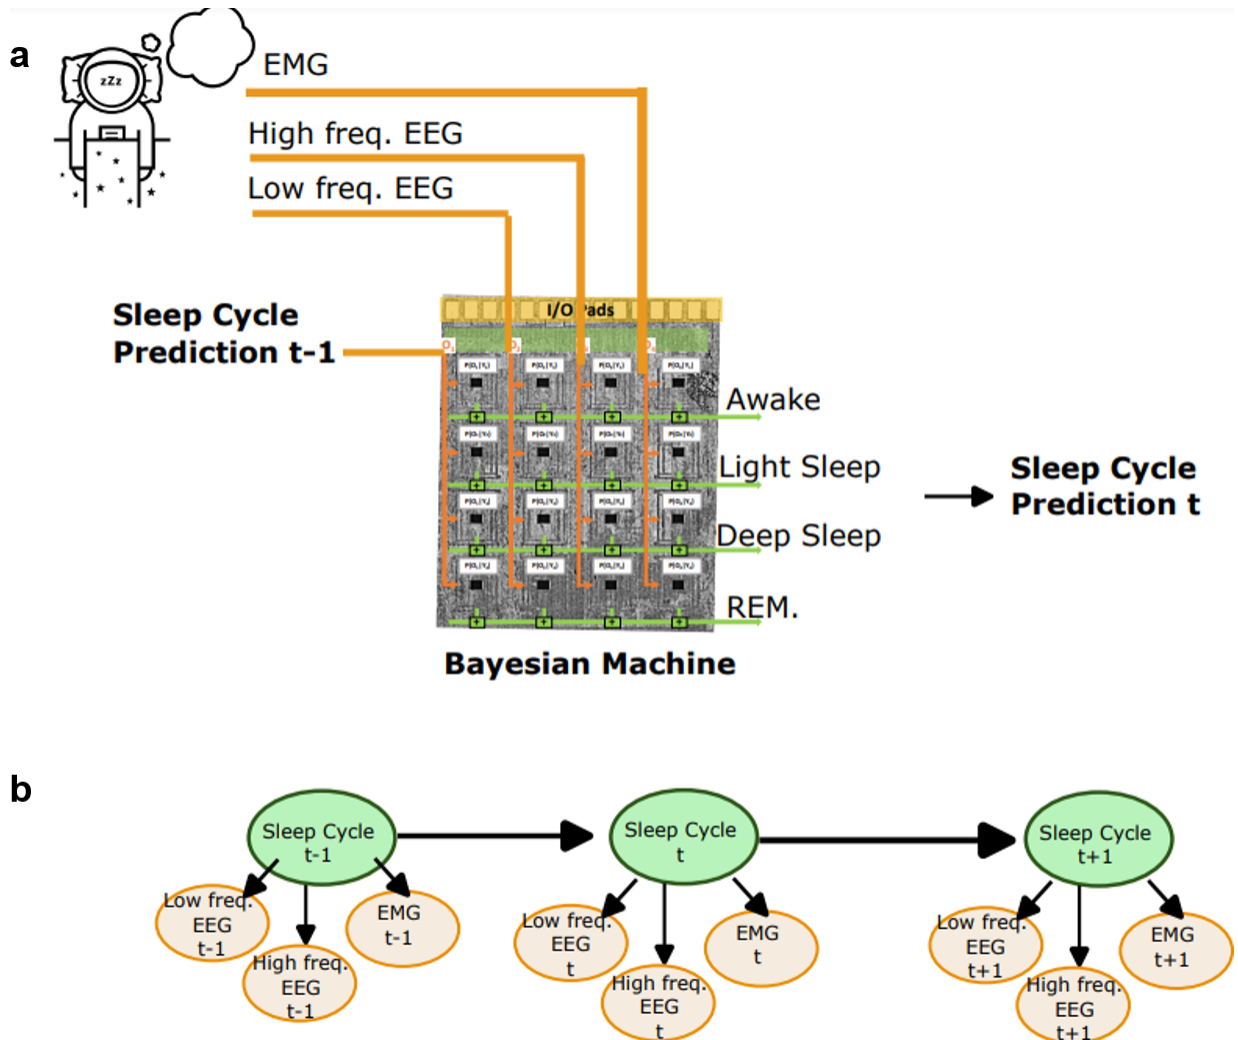 a
zZz
EMG
High freq. EEG
Low freq. EEG
Sleep Cycle
Prediction t-1
I/O Pads
Awake
Light Sleep
Deep Sleep
REM.
Sleep Cycle
Prediction t
Bayesian Machine
b
Sleep Cycle
t-1
Low freq.
EEG
t-1
High freq.
EEG
t-1
EMG
t-1
Sleep Cycle
t
Low freq.
EEG
t
High freq.
EEG
t
EMG
t
Sleep Cycle
t+1
Low freq.
EEG
t+1
High freq.
EEG
t+1
EMG
t+1